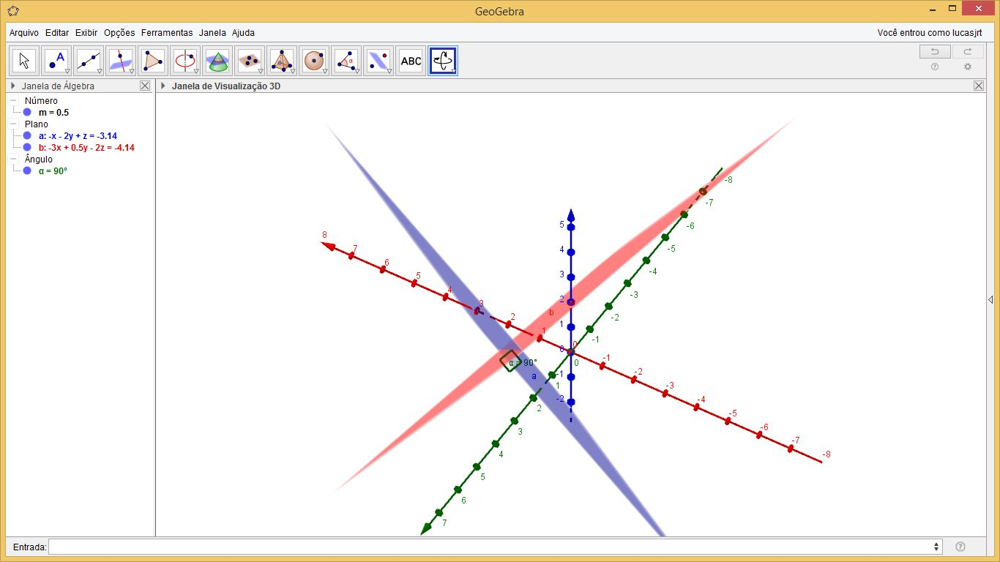 GeoGebra
Arquivo Editar Exibir Opções Ferramentas Janela Ajuda
Você entrou como lucasjrt
A
α
ABC
Janela de Álgebra
Janela de Visualização 3D
Número
m = 0.5
Plano
a: -x - 2y + z = -3.14
b: -3x + 0.5y - 2z = -4.14
Ângulo
α = 90°
8
7
6
5
4
3
2
1
0
-1
-2
-3
-4
-5
-6
-7
-8
5
4
3
2
1
0
-1
-2
-8
-7
-6
-5
-4
-3
-2
-1
0
1
2
3
4
5
6
7
b
α = 90°
a
Entrada: